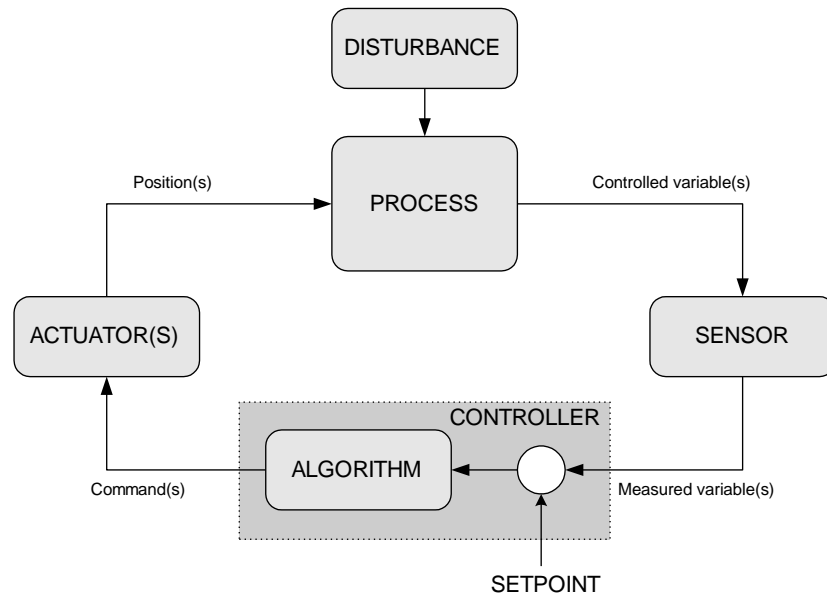 DISTURBANCE
Position(s)
PROCESS
Controlled variable(s)
ACTUATOR(S)
SENSOR
CONTROLLER
ALGORITHM
Command(s)
Measured variable(s)
SETPOINT